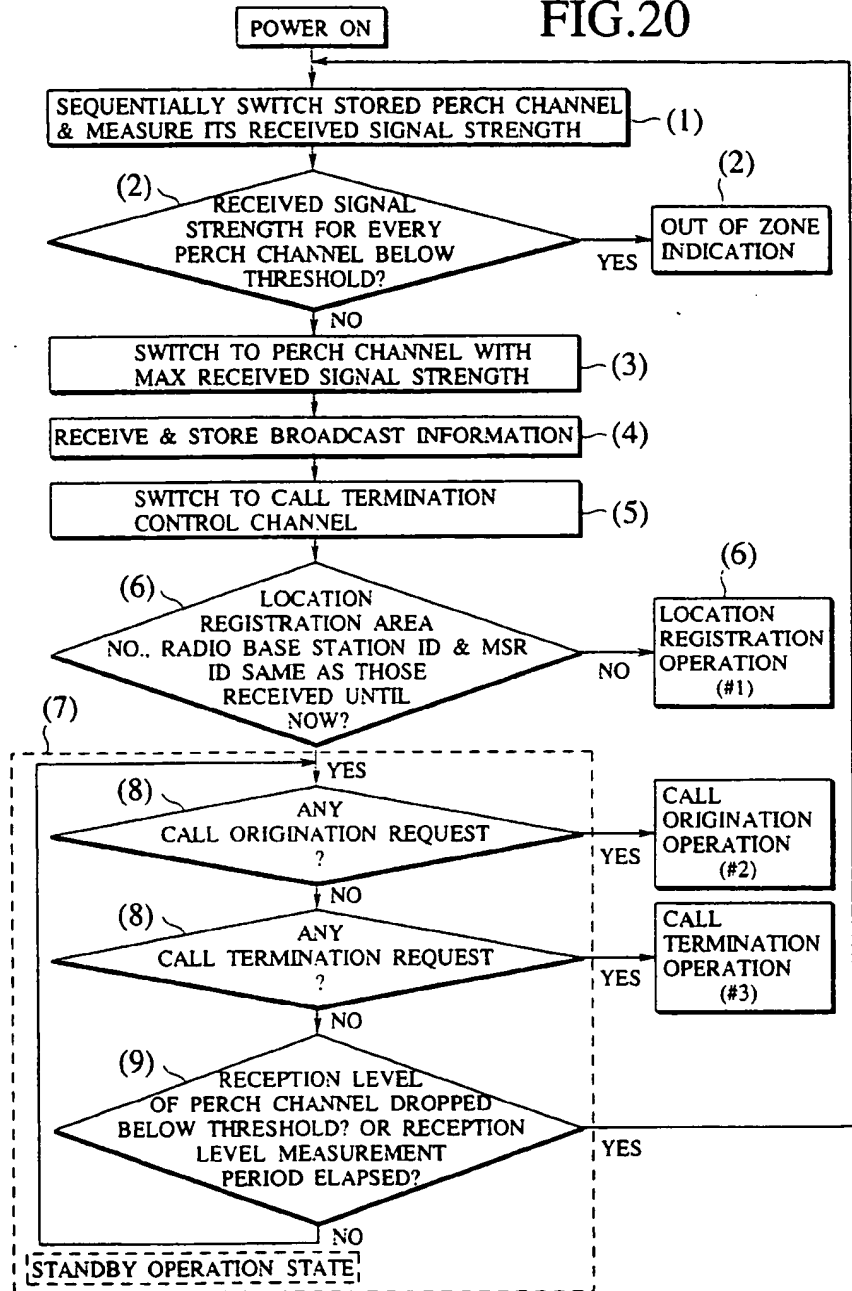 FIG.20
POWER ON
SEQUENTIALLY SWITCH STORED PERCH CHANNEL
& MEASURE ITS RECEIVED SIGNAL STRENGTH
(1)
(2)
RECEIVED SIGNAL
STRENGTH FOR EVERY
PERCH CHANNEL BELOW
THRESHOLD?
YES
(2)
OUT OF ZONE
INDICATION
NO
SWITCH TO PERCH CHANNEL WITH
MAX RECEIVED SIGNAL STRENGTH
(3)
RECEIVE & STORE BROADCAST INFORMATION
(4)
SWITCH TO CALL TERMINATION
CONTROL CHANNEL
(5)
(6)
LOCATION
REGISTRATION AREA
NO., RADIO BASE STATION ID & MSR
ID SAME AS THOSE
RECEIVED UNTIL
NOW?
NO
(6)
LOCATION
REGISTRATION
OPERATION
(#1)
(7)
YES
(8)
ANY
CALL ORIGINATION REQUEST
?
YES
CALL
ORIGINATION
OPERATION
(#2)
NO
(8)
ANY
CALL TERMINATION REQUEST
?
YES
CALL
TERMINATION
OPERATION
(#3)
NO
(9)
RECEPTION LEVEL
OF PERCH CHANNEL DROPPED
BELOW THRESHOLD? OR RECEPTION
LEVEL MEASUREMENT
PERIOD ELAPSED?
YES
NO
STANDBY OPERATION STATE